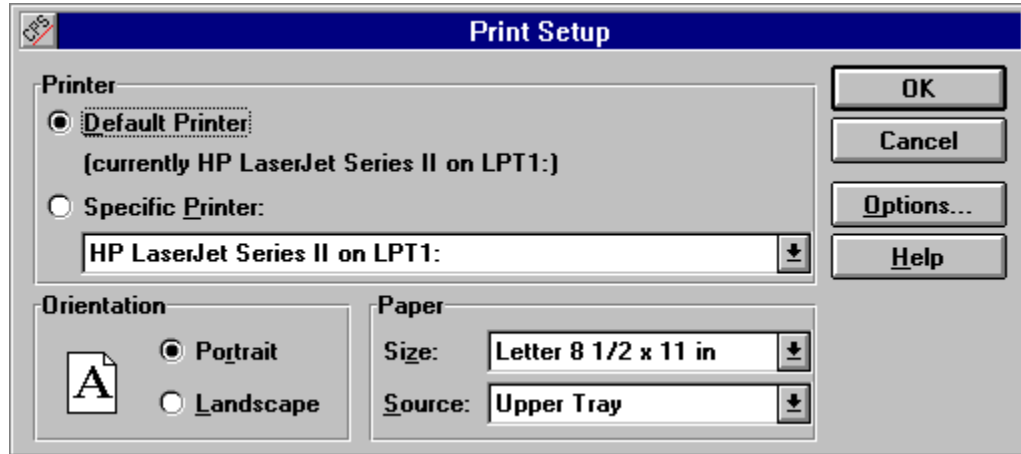 CPS
Print Setup
Printer
Default Printer
(currently HP LaserJet Series II on LPT1:)
Specific Printer:
HP LaserJet Series II on LPT1:
OK
Cancel
Options...
Help
Orientation
A
Portrait
Landscape
Paper
Size: Letter 8 1/2 x 11 in
Source: Upper Tray